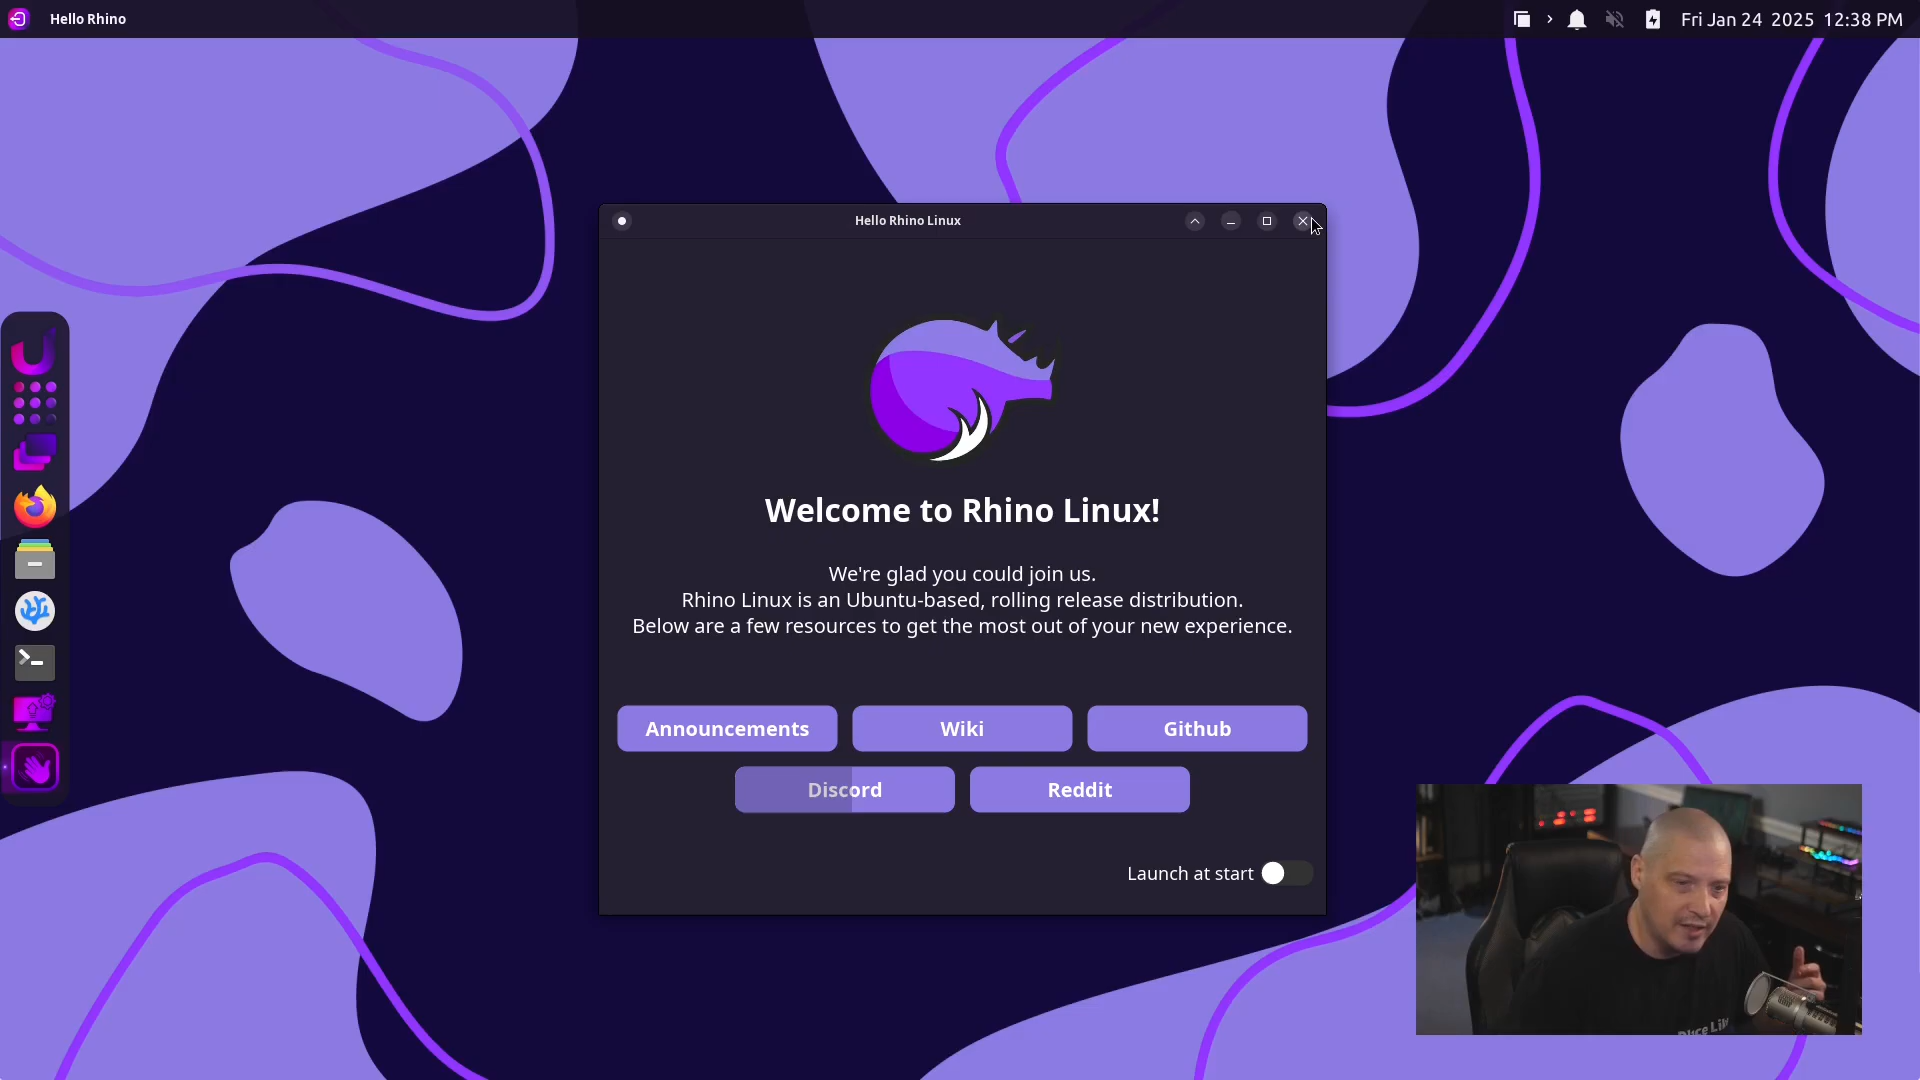 Hello Rhino
Fri Jan 24 2025 12:38 PM
Hello Rhino Linux
Welcome to Rhino Linux!
We're glad you could join us.
Rhino Linux is an Ubuntu-based, rolling release distribution.
Below are a few resources to get the most out of your new experience.
Announcements
Wiki
Github
Discord
Reddit
Launch at start